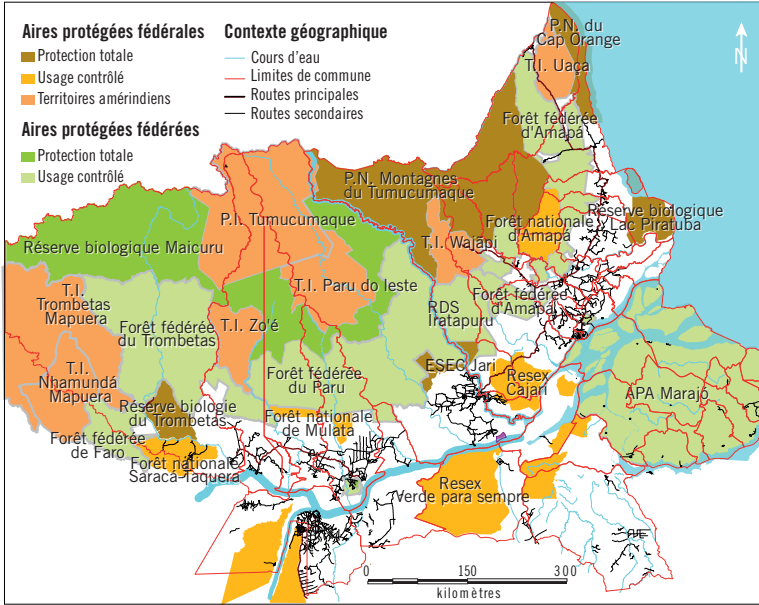 Aires protégées fédérales
Protection totale
Usage contrôlé
Territoires amérindiens
Aires protégées fédérées
Protection totale
Usage contrôlé
Contexte géographique
Cours d'eau
Limites de commune
Routes principales
Routes secondaires
N
P.N. du
Cap Orange
T.I. Uaça
Forêt fédérée
d'Amapá
P.N. Montagnes
du Tumucumaque
P.I. Tumucumaque
Réserve biologique Maicuru
Forêt nationale
d'Amapá
Réserve biologique
Lac Piratuba
T.I. Wajãpi
T.I. Paru do leste
T.I.
Trombetas
Mapuera
Forêt fédérée
du Trombetas
T.I. Zo'é
RDS
Iratapuru
Forêt fédérée
d'Amapá
T.I.
Nhamundá
Mapuera
Forêt fédérée
du Paru
ESEC Jari
Resex
Cajari
APA Marajó
Réserve biologie
du Trombetas
Forêt nationale
de Mulata
Forêt fédérée
de Faro
Forêt nationale
Saracá Taquera
Resex
Verde para sempre
0 150 300
kilomètres